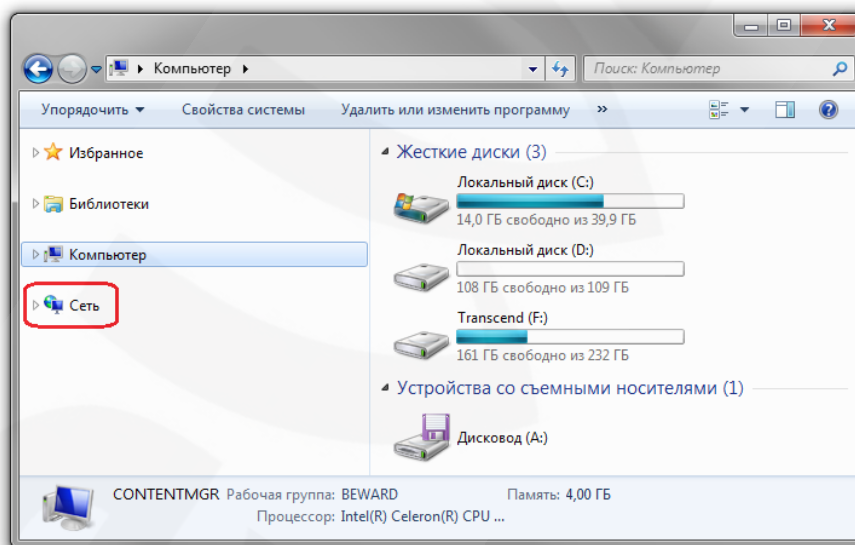 Компьютер
Поиск: Компьютер
Упорядочить Свойства системы Удалить или изменить программу »
Избранное
Библиотеки
Компьютер
Сеть
Жесткие диски (3)
Локальный диск (C:)
14,0 ГБ свободно из 39,9 ГБ
Локальный диск (D:)
108 ГБ свободно из 109 ГБ
Transcend (F:)
161 ГБ свободно из 232 ГБ
Устройства со съемными носителями (1)
Дисковод (A:)
CONTENTMGR Рабочая группа: BEWARD Память: 4,00 ГБ
Процессор: Intel(R) Celeron(R) CPU ...